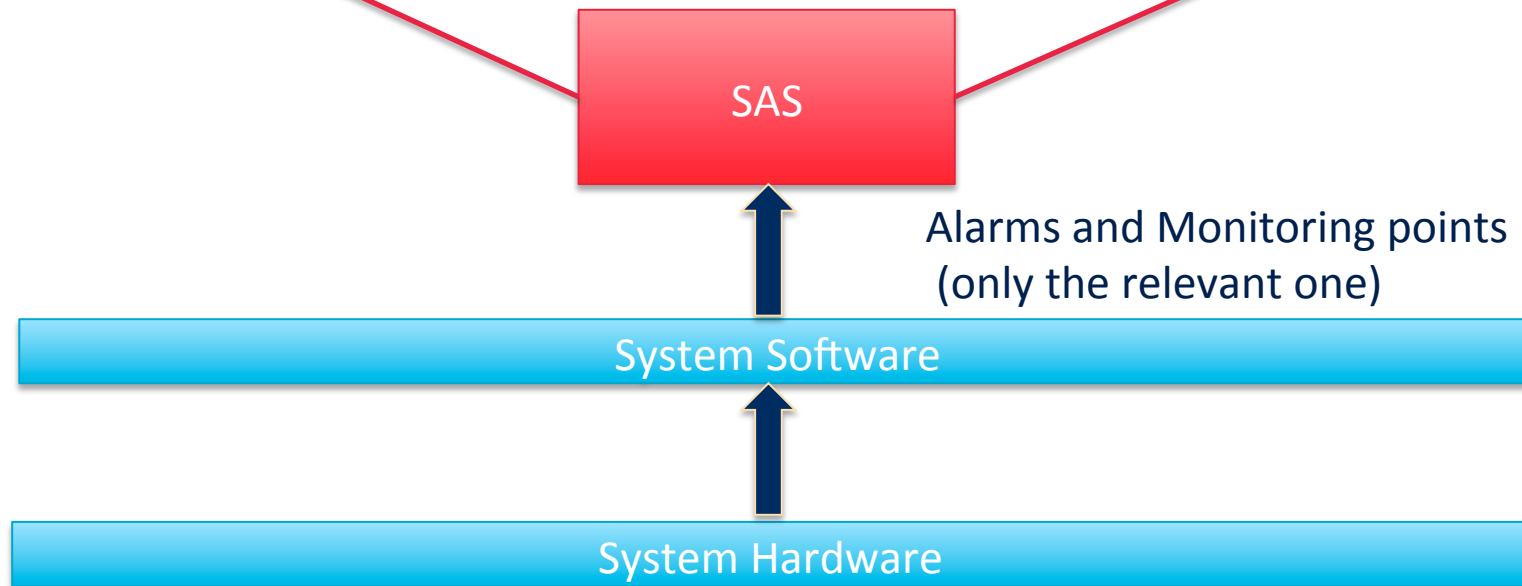 SAS
Alarms and Monitoring points
(only the relevant one)
System Software
System Hardware